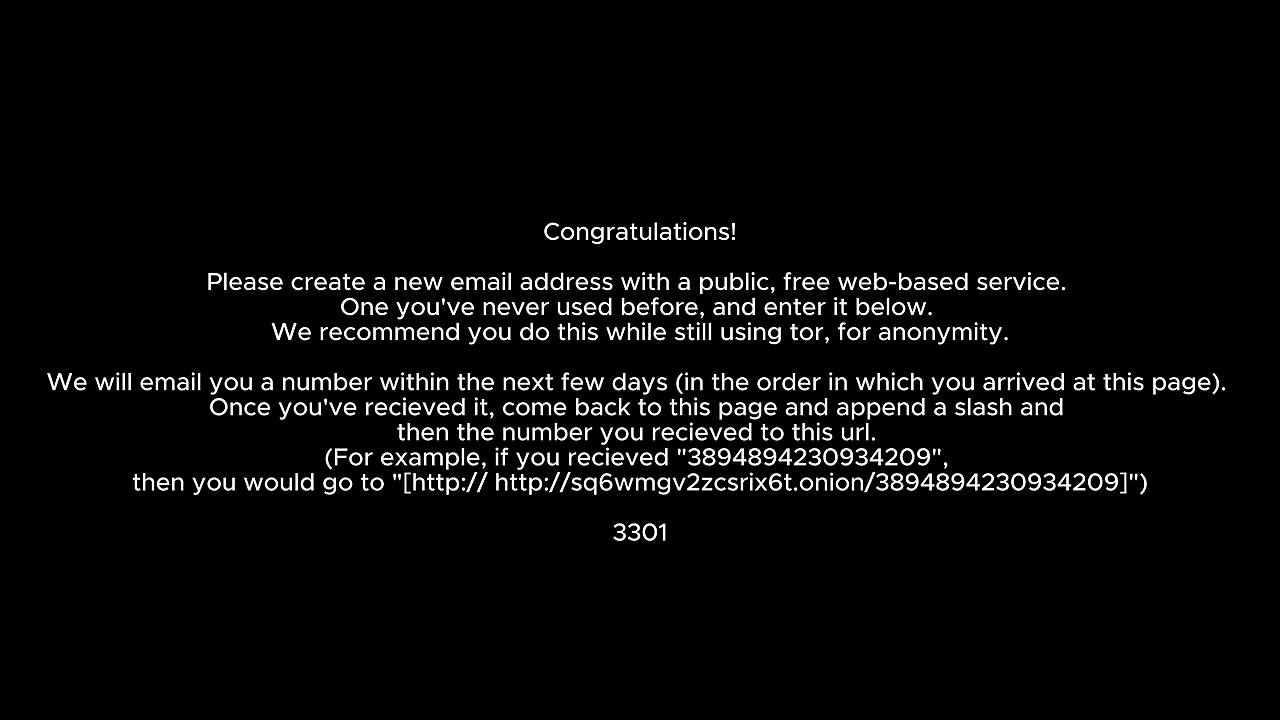 Congratulations!
Please create a new email address with a public, free web-based service.
One you've never used before, and enter it below.
We recommend you do this while still using tor, for anonymity.
We will email you a number within the next few days (in the order in which you arrived at this page).
Once you've recieved it, come back to this page and append a slash and
then the number you recieved to this url.
(For example, if you recieved "3894894230934209",
then you would go to "[http:// http://sq6wmgv2zcsrix6t.onion/3894894230934209]")
3301